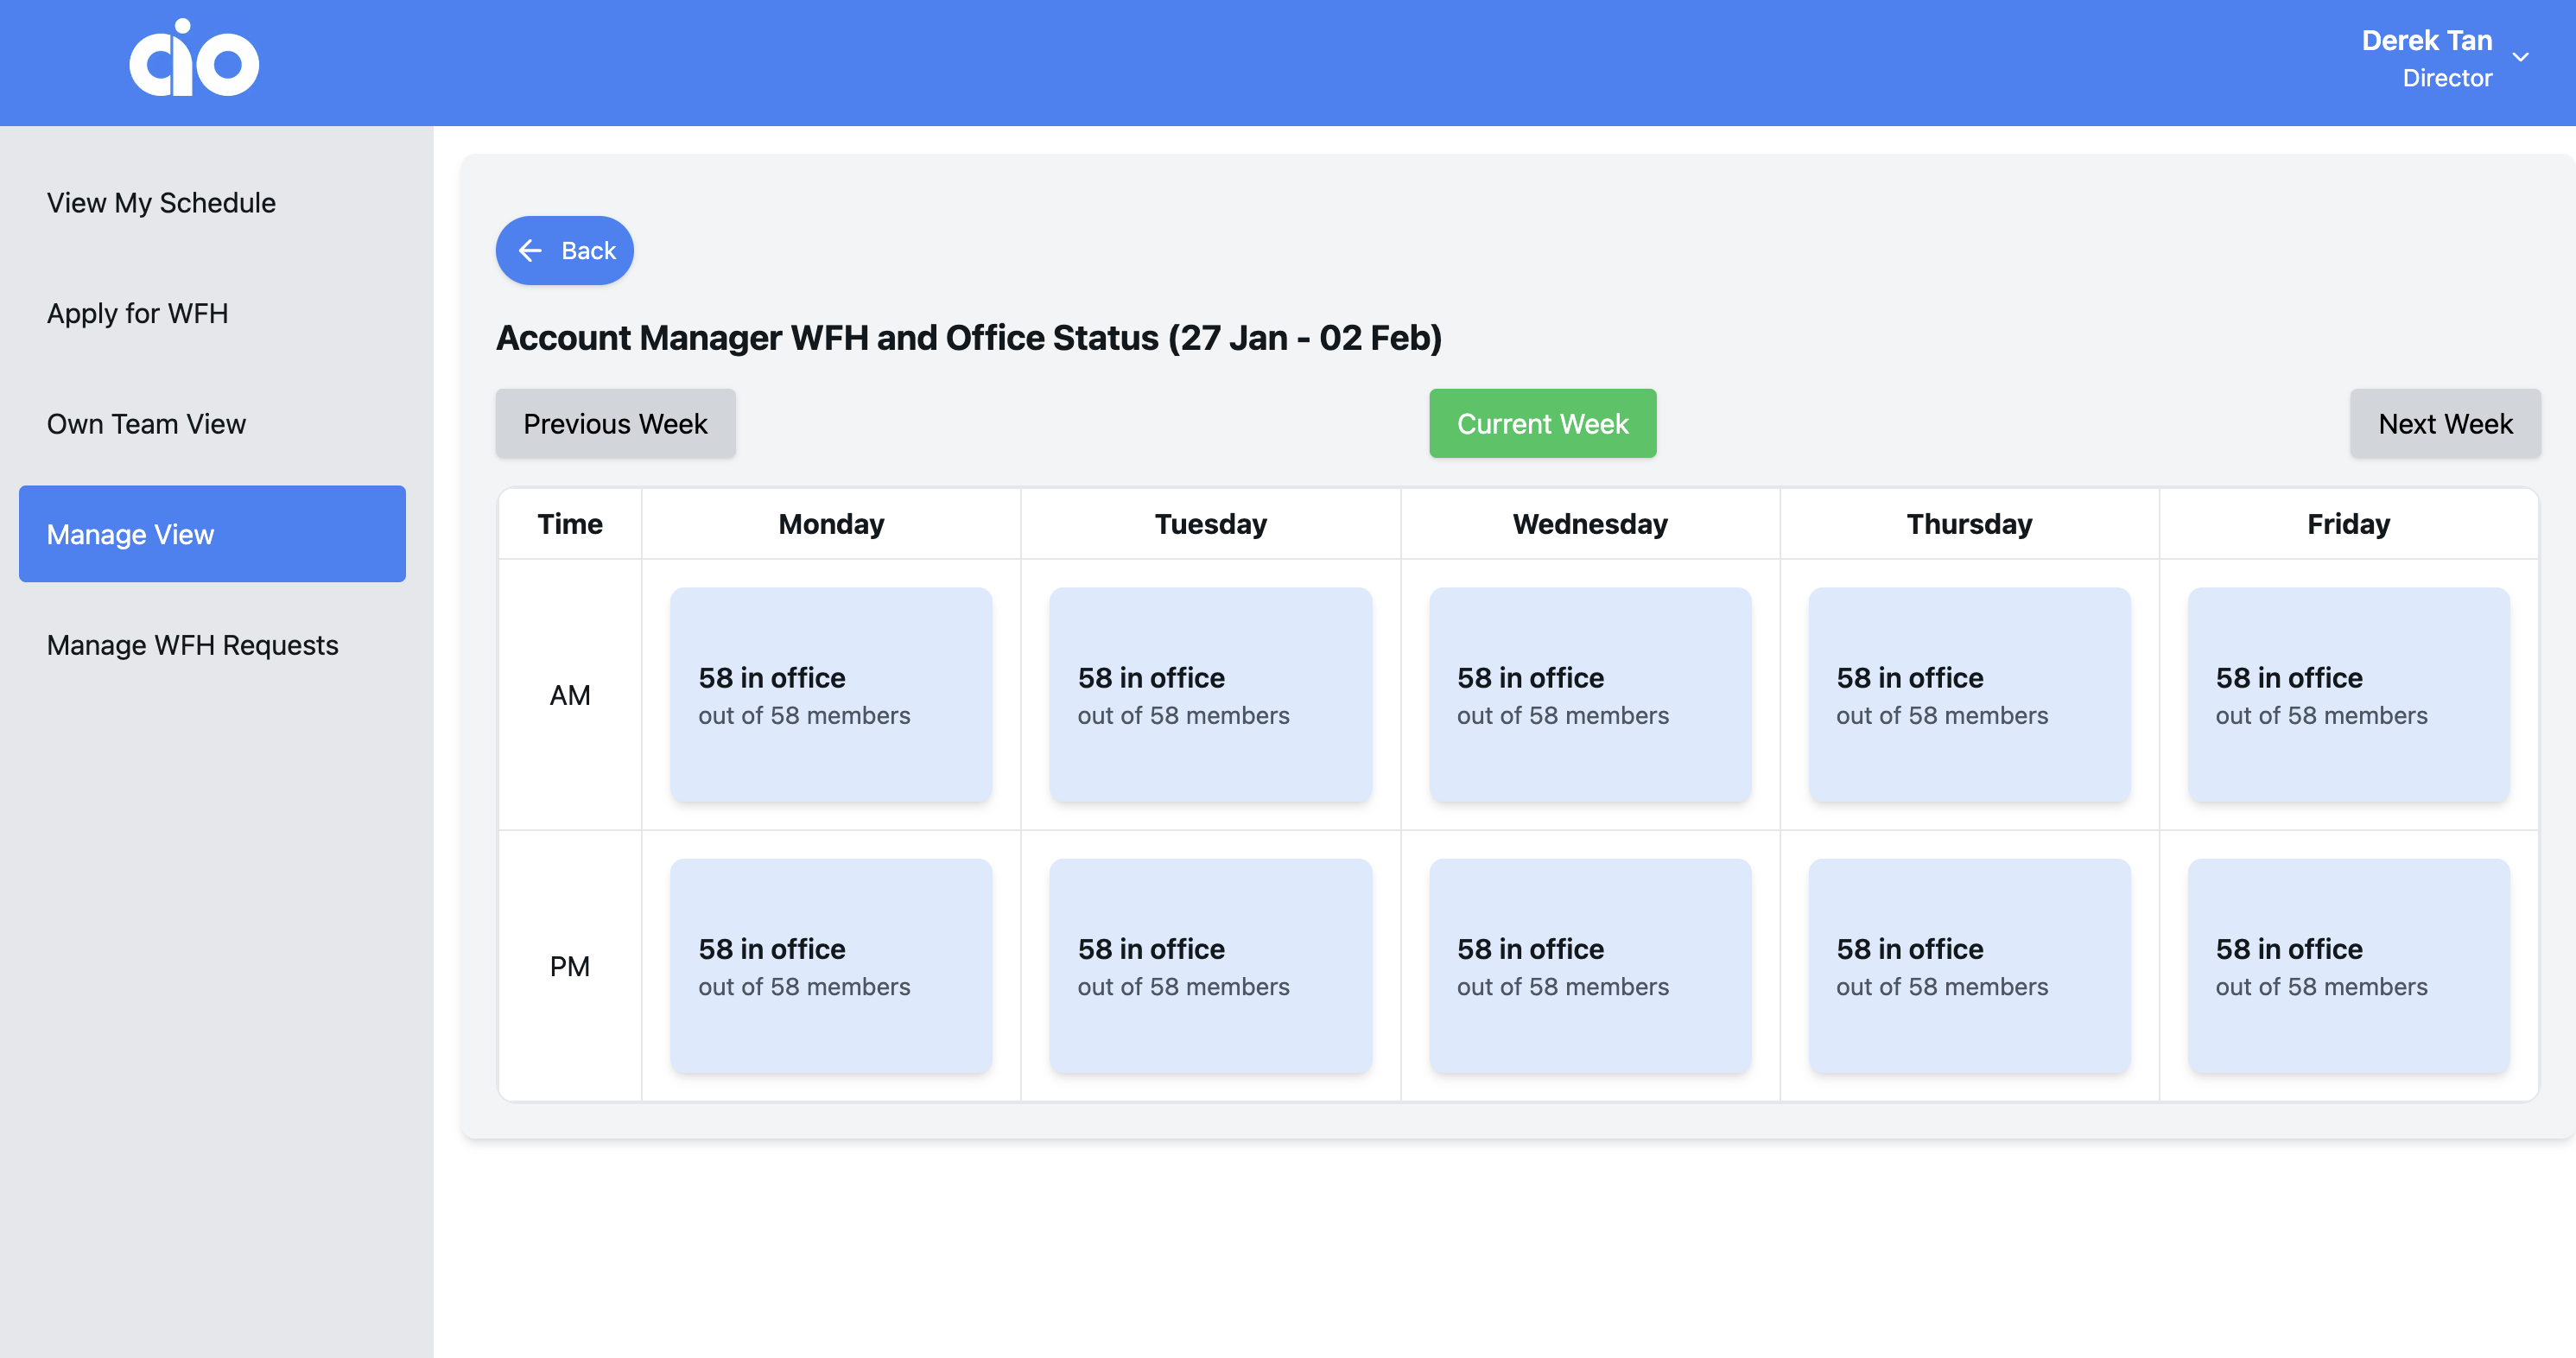 aio
Derek Tan
Director
View My Schedule
Apply for WFH
Own Team View
Manage View
Manage WFH Requests
Back
Account Manager WFH and Office Status (27 Jan - 02 Feb)
Previous Week
Current Week
Next Week
Time Monday Tuesday Wednesday Thursday Friday
AM
58 in office
out of 58 members
58 in office
out of 58 members
58 in office
out of 58 members
58 in office
out of 58 members
58 in office
out of 58 members
PM
58 in office
out of 58 members
58 in office
out of 58 members
58 in office
out of 58 members
58 in office
out of 58 members
58 in office
out of 58 members